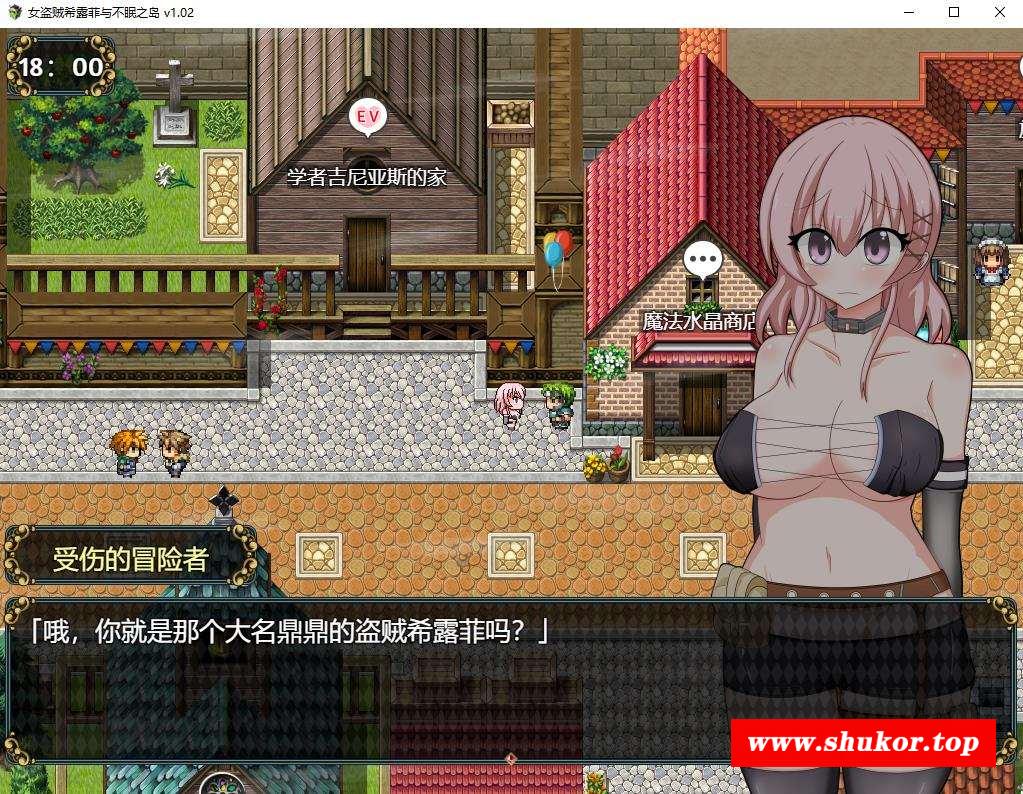 女盗贼希露菲与不眠之岛 v1.02
18：00
EV
学者吉尼亚斯的家
魔法水晶商店
受伤的冒险者
「哦，你就是那个大名鼎鼎的盗贼希露菲吗？」
www.shukor.top